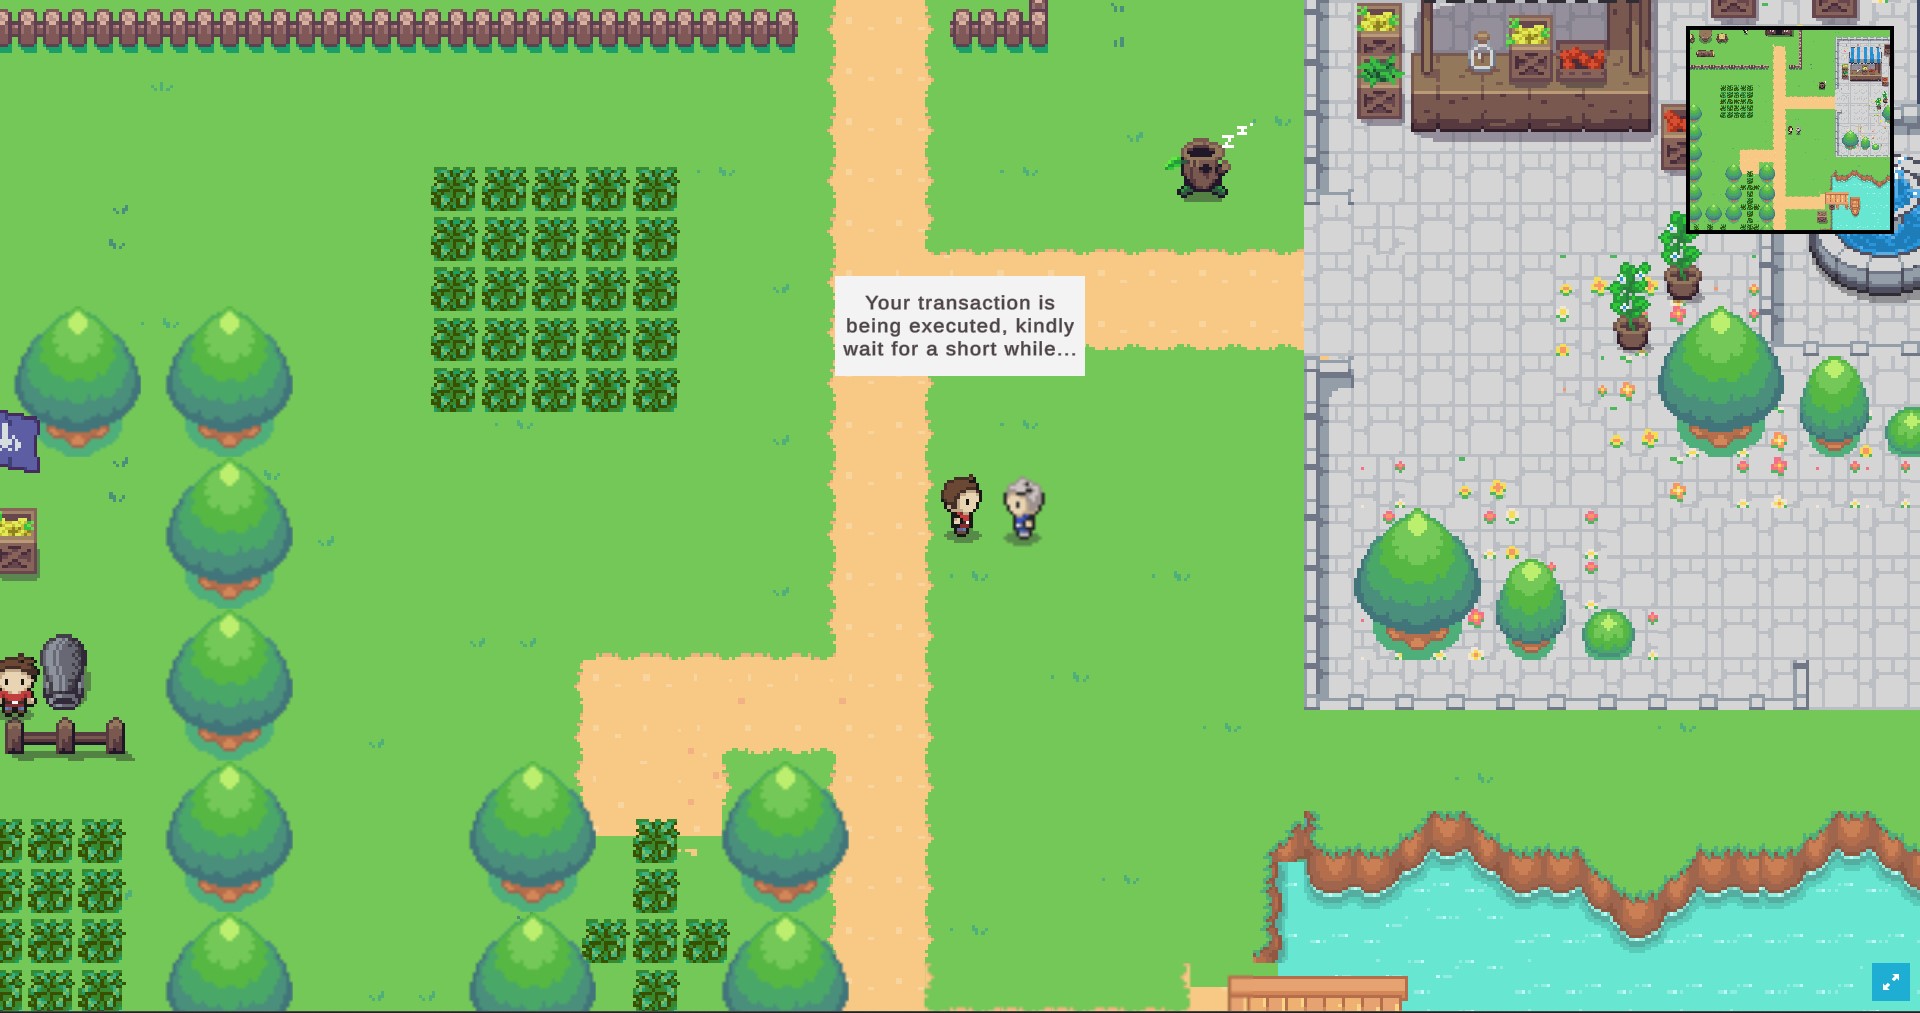 z z
Your transaction is
being executed, kindly
wait for a short while...